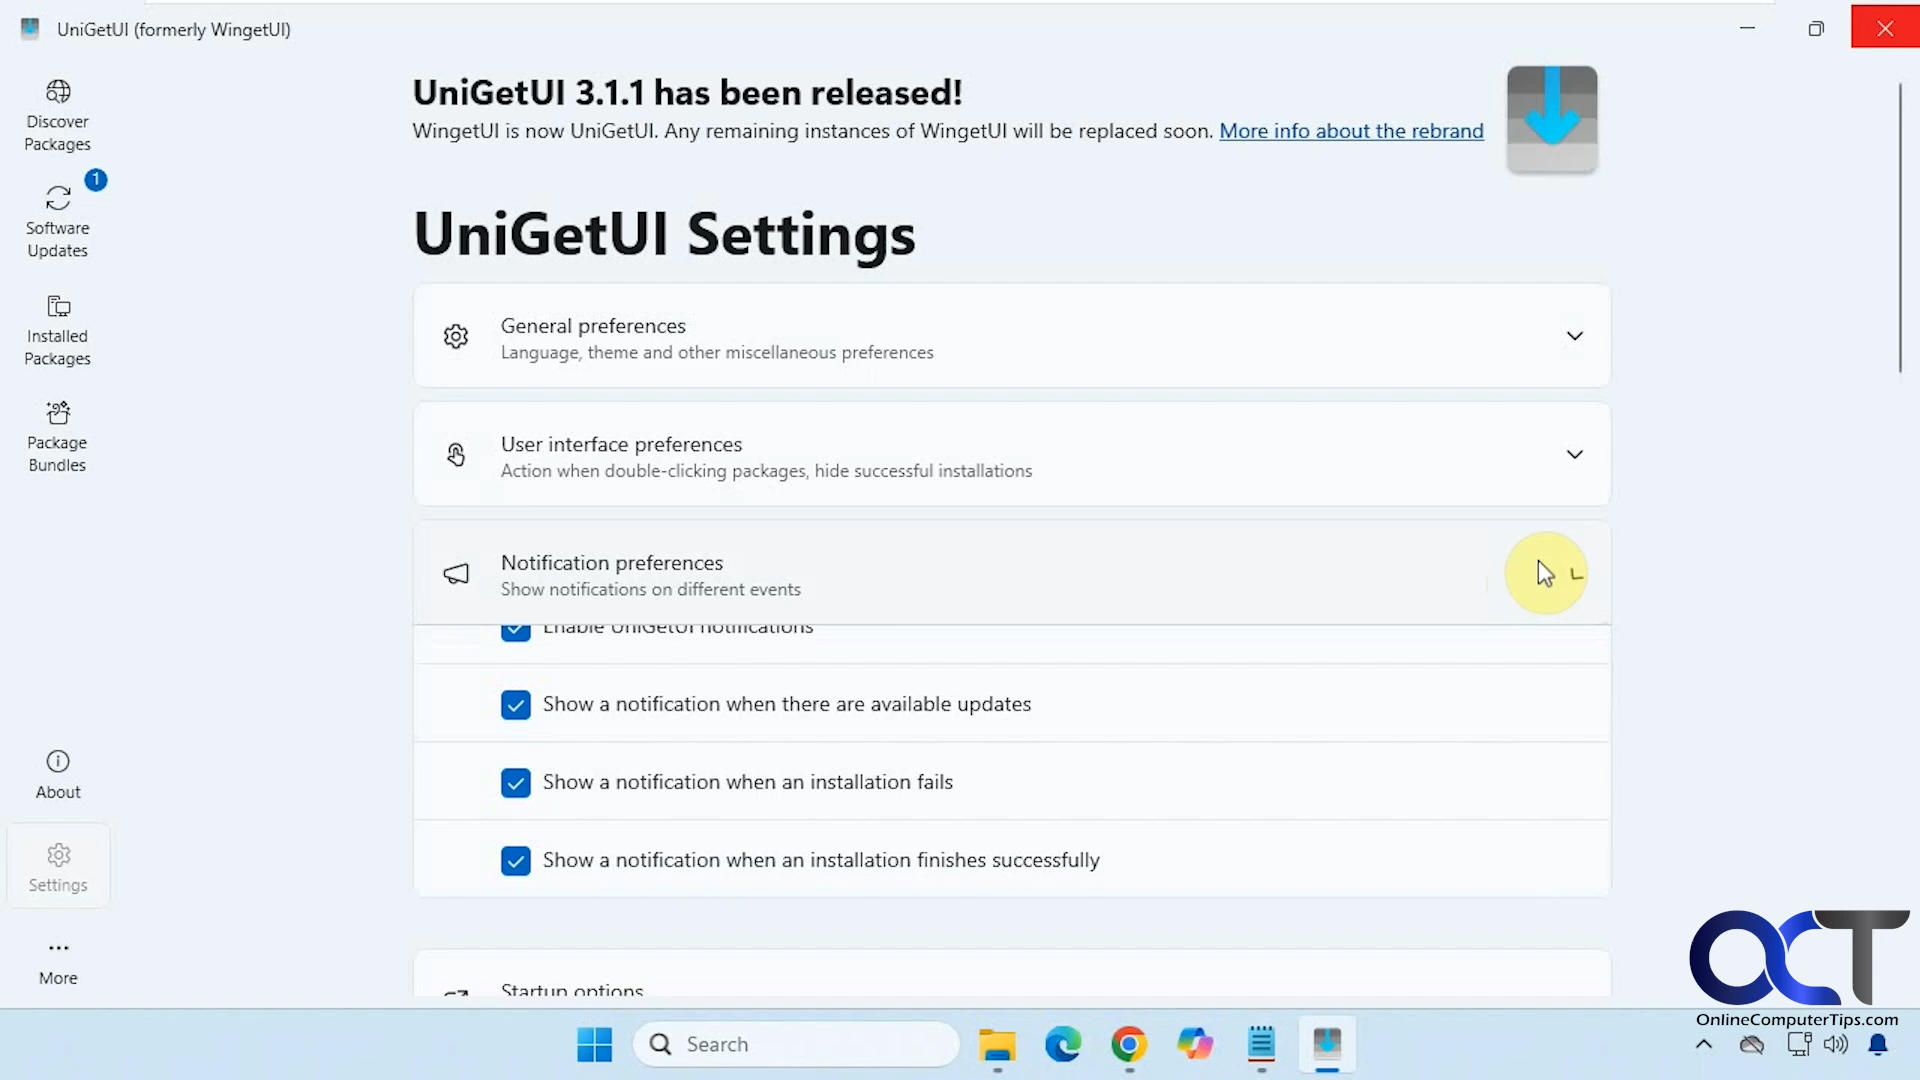 UniGetUI (formerly WingetUI)
UniGetUI 3.1.1 has been released!
WingetUI is now UniGetUI. Any remaining instances of WingetUI will be replaced soon. More info about the rebrand
Discover
Packages
1
Software
Updates
Installed
Packages
Package
Bundles
UniGetUI Settings
General preferences
Language, theme and other miscellaneous preferences
User interface preferences
Action when double-clicking packages, hide successful installations
Notification preferences
Show notifications on different events
Enable UniGetUI notifications
Show a notification when there are available updates
Show a notification when an installation fails
Show a notification when an installation finishes successfully
Startup options
About
Settings
More
OCT
OnlineComputerTips.com
Search